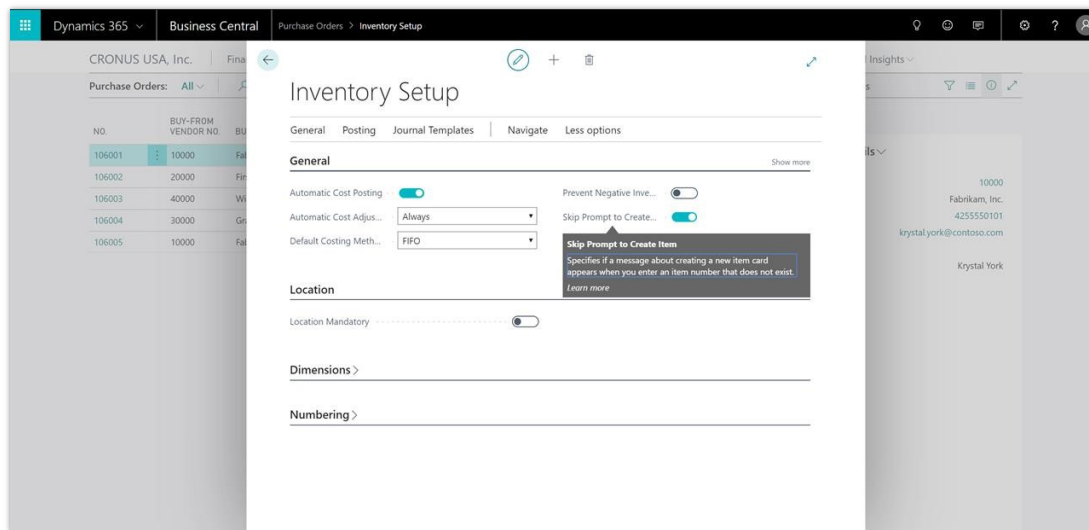 Dynamics 365 Business Central Purchase Orders > Inventory Setup ?
CRONUS USA, Inc. Fina Insights
Purchase Orders: All
Inventory Setup
General Posting Journal Templates Navigate Less options
General Show more
Automatic Cost Posting Prevent Negative Inve...
Automatic Cost Adjus... Always Skip Prompt to Create...
Default Costing Meth... FIFO
Skip Prompt to Create Item
Specifies if a message about creating a new item card
appears when you enter an item number that does not exist.
Learn more
Location
Location Mandatory
Dimensions >
Numbering >
NO. BUY-FROM
VENDOR NO. BU
106001 10000 Fal
106002 20000 Fir
106003 40000 Wi
106004 30000 Gr
106005 10000 Fal
ils
10000
Fabrikam, Inc.
4255550101
krystal.york@contoso.com
Krystal York